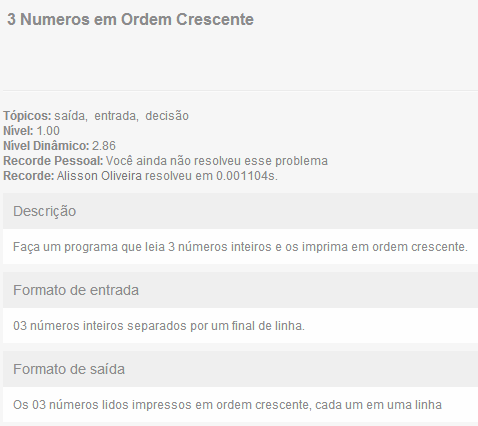 3 Numeros em Ordem Crescente
Tópicos: saída, entrada, decisão
Nível: 1.00
Nível Dinâmico: 2.86
Recorde Pessoal: Você ainda não resolveu esse problema
Recorde: Alisson Oliveira resolveu em 0.001104s.
Descrição
Faça um programa que leia 3 números inteiros e os imprima em ordem crescente.
Formato de entrada
03 números inteiros separados por um final de linha.
Formato de saída
Os 03 números lidos impressos em ordem crescente, cada um em uma linha